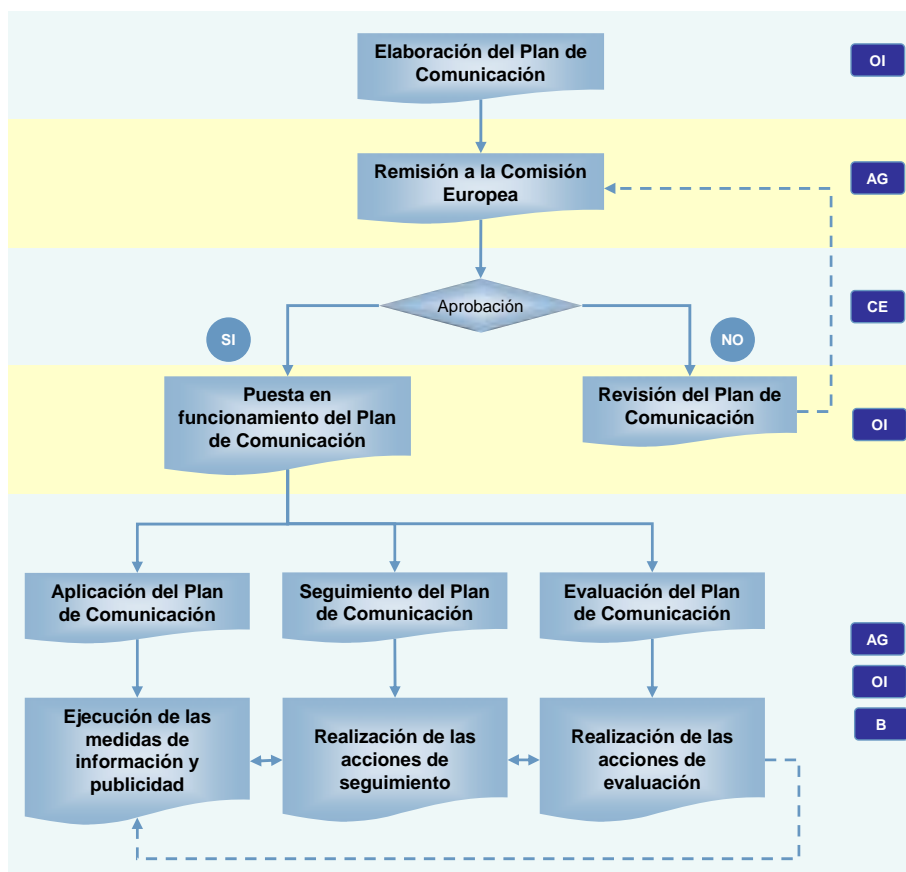 Elaboración del Plan de
Comunicación
OI
Remisión a la Comisión
Europea
AG
Aprobación
CE
SI
NO
Puesta en
funcionamiento del Plan
de Comunicación
Revisión del Plan de
Comunicación
OI
Aplicación del Plan
de Comunicación
Seguimiento del Plan
de Comunicación
Evaluación del Plan
de Comunicación
AG
OI
B
Ejecución de las
medidas de
información y
publicidad
Realización de las
acciones de
seguimiento
Realización de las
acciones de
evaluación